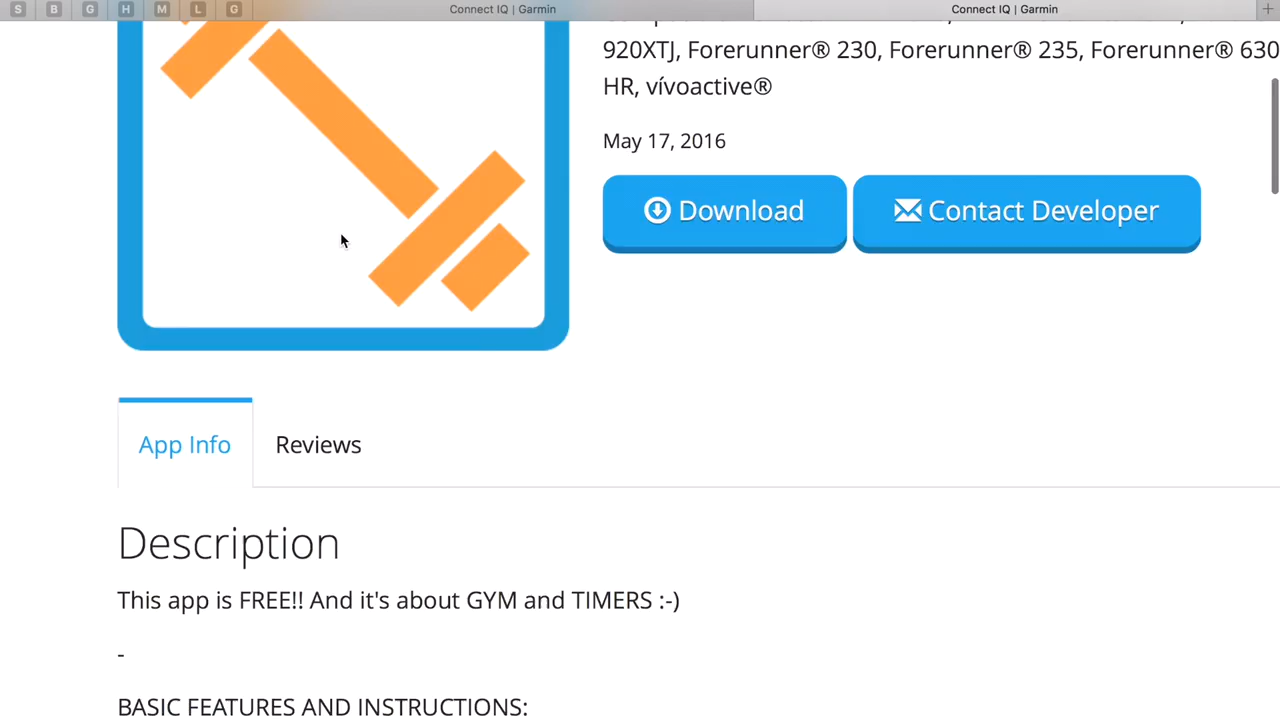 S B G H M L G Connect IQ | Garmin Connect IQ | Garmin +
920XTJ, Forerunner® 230, Forerunner® 235, Forerunner® 630
HR, vívoactive®
May 17, 2016
Download Contact Developer
App Info Reviews
Description
This app is FREE!! And it's about GYM and TIMERS :-)
-
BASIC FEATURES AND INSTRUCTIONS: